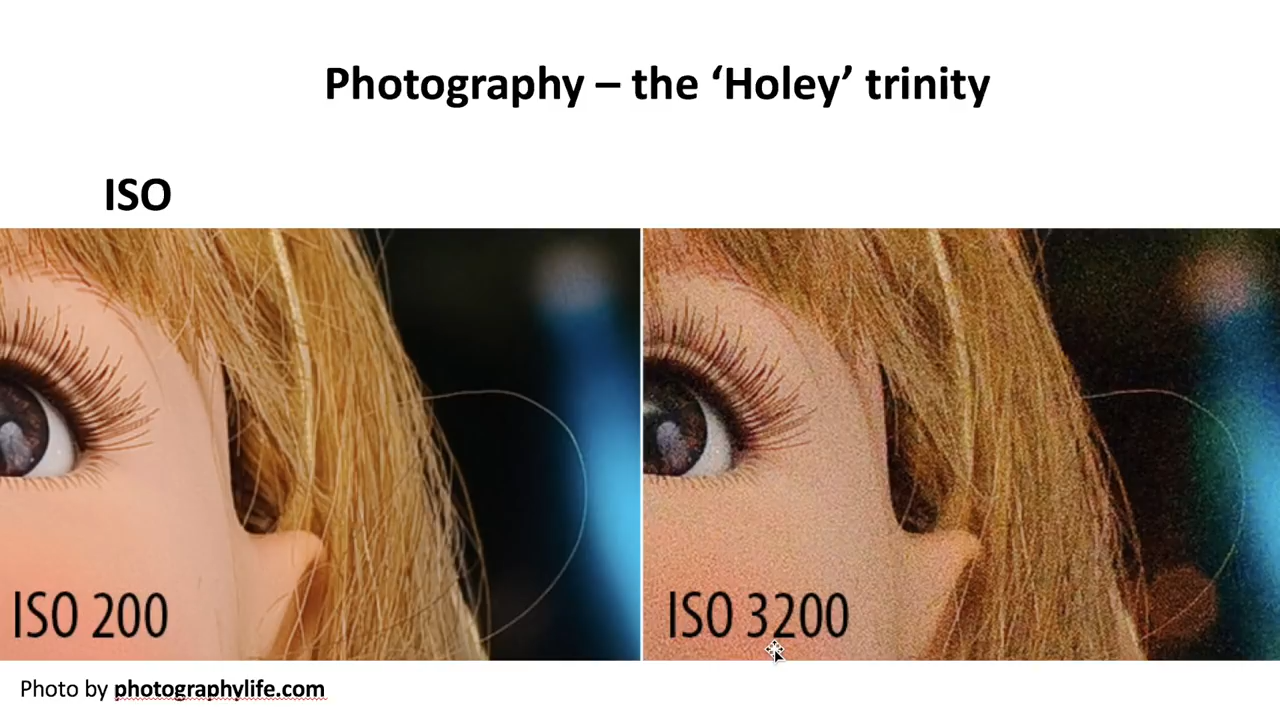 Photography – the ‘Holey’ trinity
ISO
ISO 200
ISO 3200
Photo by photographylife.com